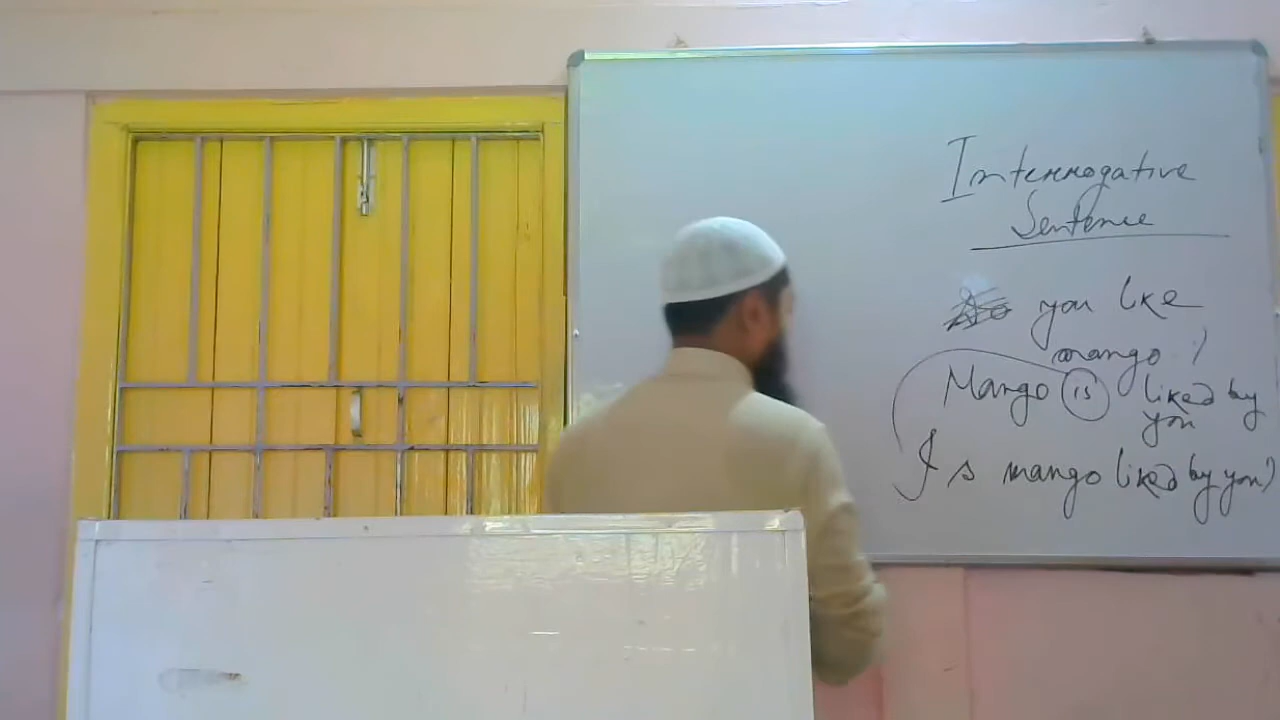 Interrogative
Sentence
you like
mango ?
Mango is liked by
you
Is mango liked by you?